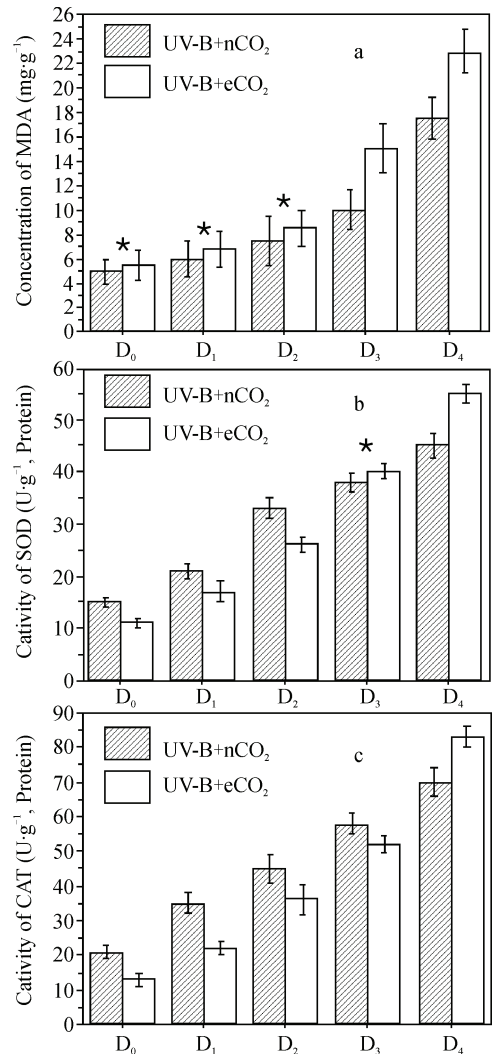 26
24
22
20
18
16
14
12
10
8
6
4
2
0
Concentration of MDA (mg·g⁻¹)
UV-B+nCO₂
UV-B+eCO₂
a
*
*
*
D₀ D₁ D₂ D₃ D₄
60
50
40
30
20
10
0
Cativity of SOD (U·g⁻¹, Protein)
UV-B+nCO₂
UV-B+eCO₂
b
*
D₀ D₁ D₂ D₃ D₄
90
80
70
60
50
40
30
20
10
0
Cativity of CAT (U·g⁻¹, Protein)
UV-B+nCO₂
UV-B+eCO₂
c
D₀ D₁ D₂ D₃ D₄